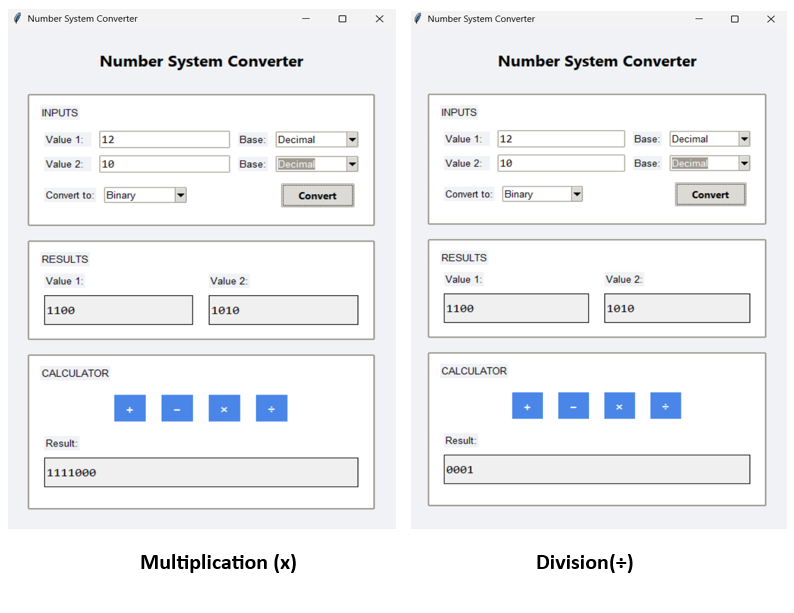 Number System Converter
Number System Converter
INPUTS
Value 1: 12 Base: Decimal
Value 2: 10 Base: Decimal
Convert to: Binary Convert
RESULTS
Value 1: Value 2:
1100 1010
CALCULATOR
+ − × ÷
Result:
1111000
Multiplication (x)
Number System Converter
Number System Converter
INPUTS
Value 1: 12 Base: Decimal
Value 2: 10 Base: Decimal
Convert to: Binary Convert
RESULTS
Value 1: Value 2:
1100 1010
CALCULATOR
+ − × ÷
Result:
0001
Division(÷)